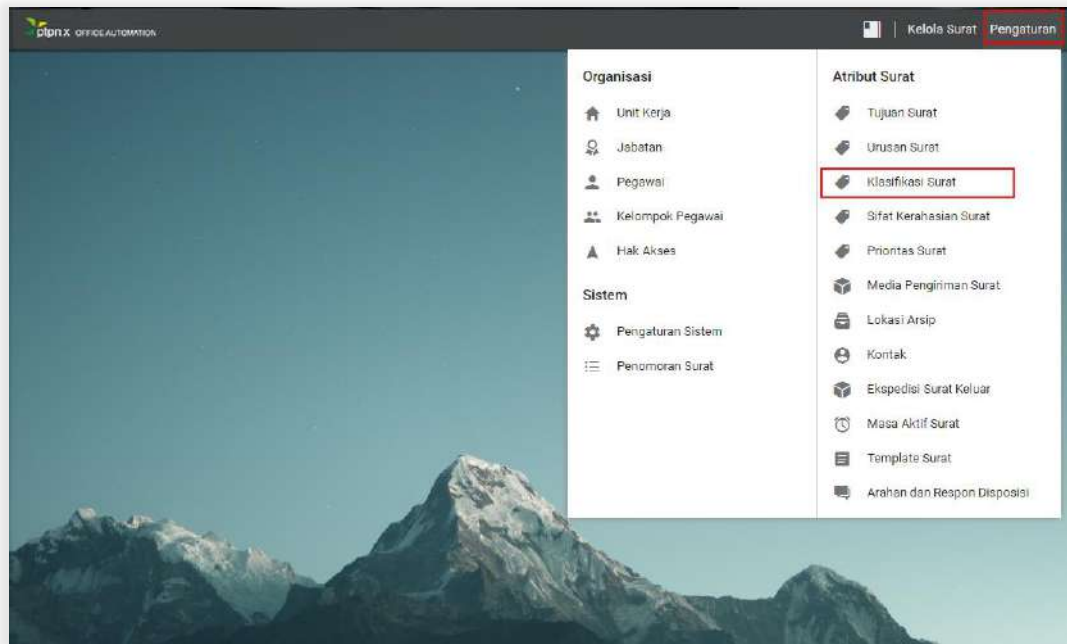 ptpn x OFFICE AUTOMATION
Kelola Surat
Pengaturan
Organisasi
Unit Kerja
Jabatan
Pegawai
Kelompok Pegawai
Hak Akses
Sistem
Pengaturan Sistem
Penomoran Surat
Atribut Surat
Tujuan Surat
Urusan Surat
Klasifikasi Surat
Sifat Kerahasian Surat
Prioritas Surat
Media Pengiriman Surat
Lokasi Arsip
Kontak
Ekspedisi Surat Keluar
Masa Aktif Surat
Template Surat
Arahan dan Respon Disposisi